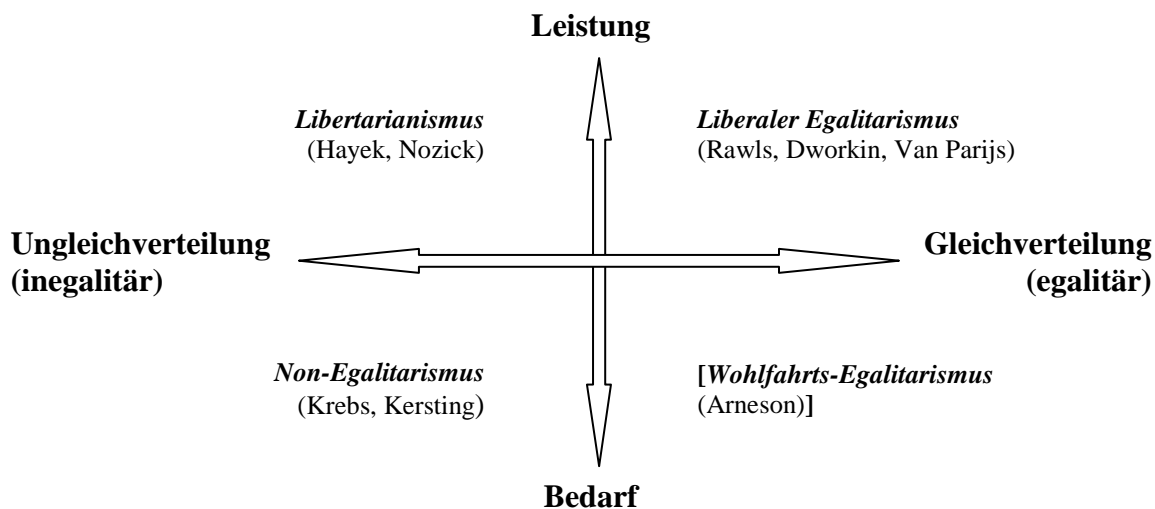 Leistung
Libertarianismus
(Hayek, Nozick)
Liberaler Egalitarismus
(Rawls, Dworkin, Van Parijs)
Ungleichverteilung
(inegalitär)
Gleichverteilung
(egalitär)
Non-Egalitarismus
(Krebs, Kersting)
[Wohlfahrts-Egalitarismus
(Arneson)]
Bedarf